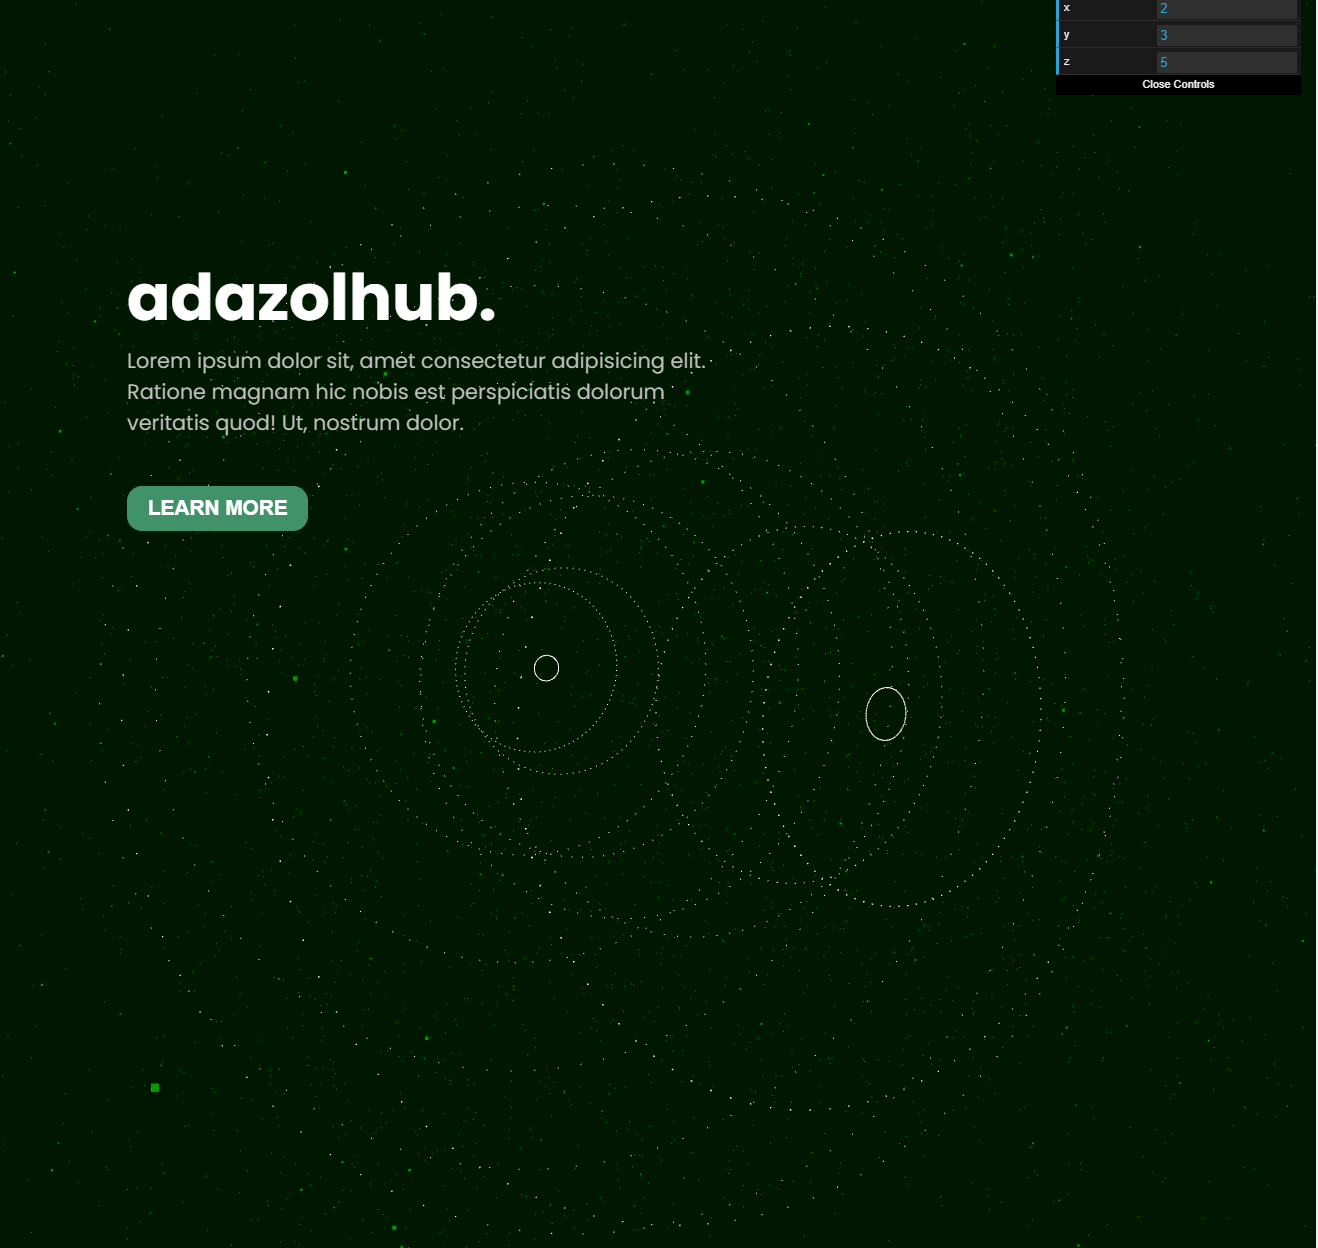 x 2
y 3
z 5
Close Controls
adazolhub.
Lorem ipsum dolor sit, amet consectetur adipisicing elit.
Ratione magnam hic nobis est perspiciatis dolorum
veritatis quod! Ut, nostrum dolor.
LEARN MORE